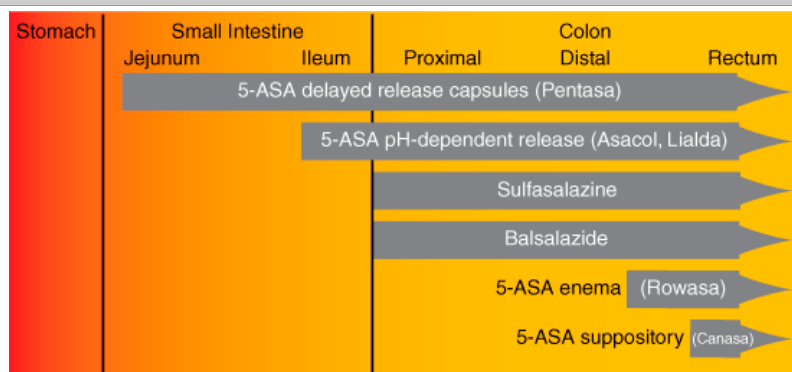 Stomach Small Intestine Colon
Jejunum Ileum Proximal Distal Rectum
5-ASA delayed release capsules (Pentasa)
5-ASA pH-dependent release (Asacol, Lialda)
Sulfasalazine
Balsalazide
5-ASA enema (Rowasa)
5-ASA suppository (Canasa)